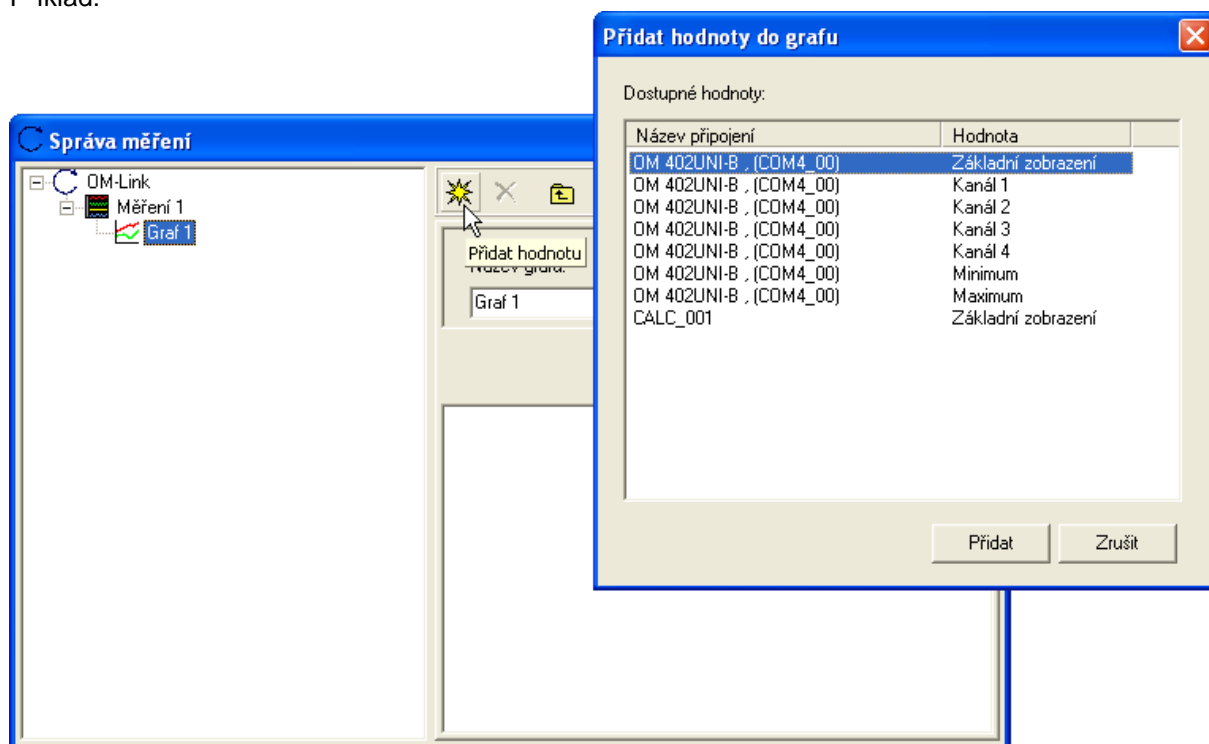 Přidat hodnoty do grafu
Dostupné hodnoty:
Název připojení Hodnota
OM 402UNI-B , (COM4_00) Základní zobrazení
OM 402UNI-B , (COM4_00) Kanál 1
OM 402UNI-B , (COM4_00) Kanál 2
OM 402UNI-B , (COM4_00) Kanál 3
OM 402UNI-B , (COM4_00) Kanál 4
OM 402UNI-B , (COM4_00) Minimum
OM 402UNI-B , (COM4_00) Maximum
CALC_001 Základní zobrazení
Přidat Zrušit
Správa měření
OM-Link
Měření 1
Graf 1
Přidat hodnotu
Název grafu:
Graf 1